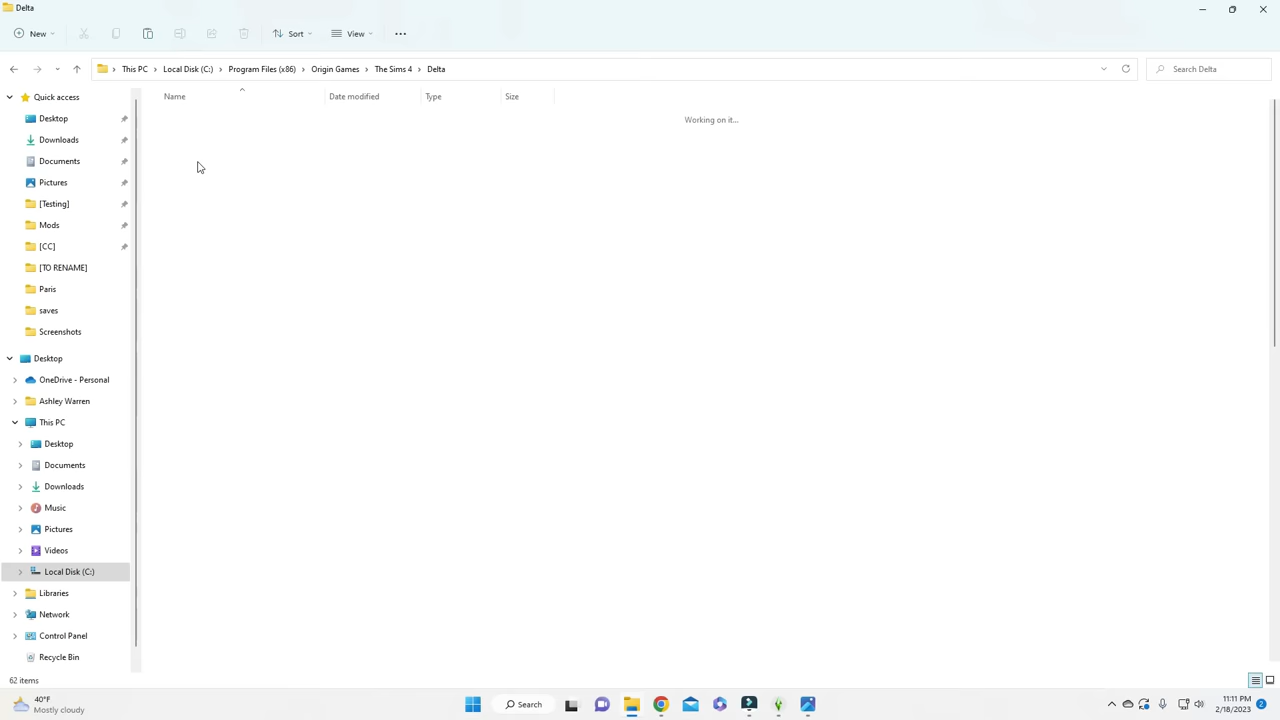 Delta
New
Sort
View
This PC
Local Disk (C:)
Program Files (x86)
Origin Games
The Sims 4
Delta
Search Delta
Name
Date modified
Type
Size
Working on it...
Quick access
Desktop
Downloads
Documents
Pictures
[Testing]
Mods
[CC]
[TO RENAME]
Paris
saves
Screenshots
Desktop
OneDrive - Personal
Ashley Warren
This PC
Desktop
Documents
Downloads
Music
Pictures
Videos
Local Disk (C:)
Libraries
Network
Control Panel
Recycle Bin
62 items
40°F
Mostly cloudy
Search
11:11 PM
2/18/2023
2